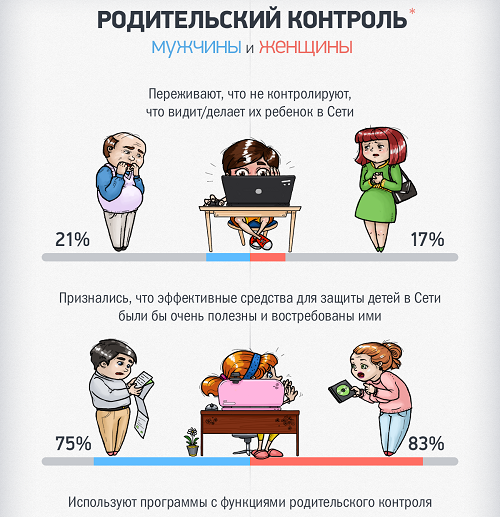 РОДИТЕЛЬСКИЙ КОНТРОЛЬ*
мужчины и женщины
Переживают, что не контролируют,
что видит/делает их ребенок в Сети
21%
17%
Признались, что эффективные средства для защиты детей в Сети
были бы очень полезны и востребованы ими
75%
83%
Используют программы с функциями родительского контроля